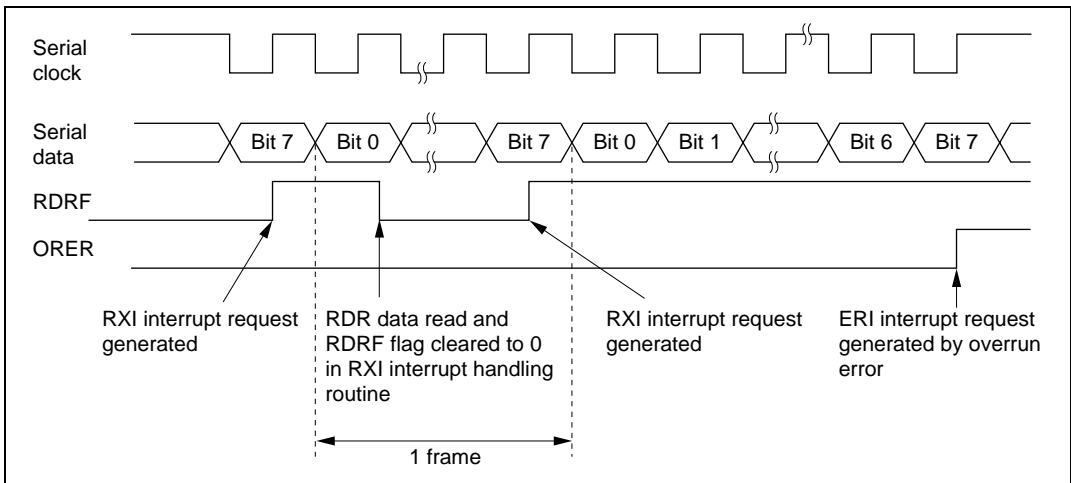 Serial
clock
Serial
data
Bit 7
Bit 0
Bit 7
Bit 0
Bit 1
Bit 6
Bit 7
RDRF
ORER
RXI interrupt request
generated
RDR data read and
RDRF flag cleared to 0
in RXI interrupt handling
routine
RXI interrupt request
generated
ERI interrupt request
generated by overrun
error
1 frame